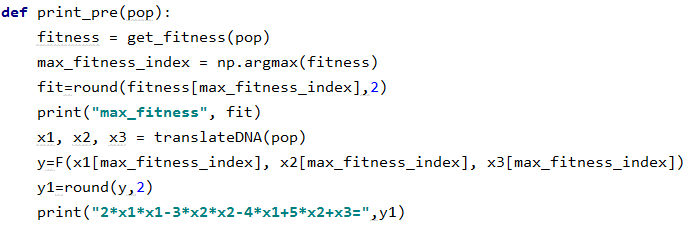 def print_pre(pop):
    fitness = get_fitness(pop)
    max_fitness_index = np.argmax(fitness)
    fit=round(fitness[max_fitness_index],2)
    print("max_fitness", fit)
    x1, x2, x3 = translateDNA(pop)
    y=F(x1[max_fitness_index], x2[max_fitness_index], x3[max_fitness_index])
    y1=round(y,2)
    print("2*x1*x1-3*x2*x2-4*x1+5*x2+x3=",y1)